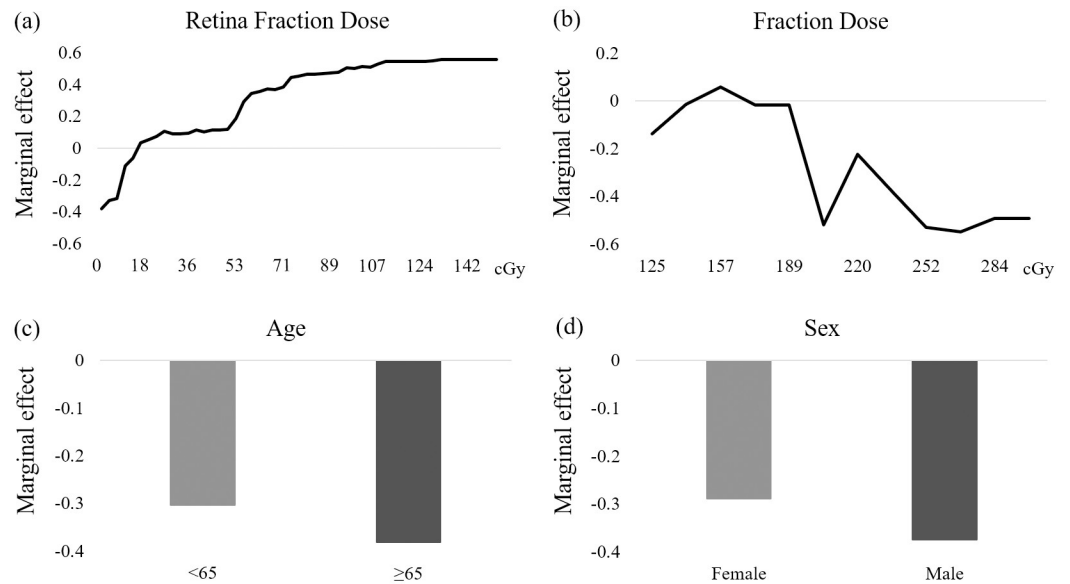 (a)
Retina Fraction Dose
Marginal effect
0.6
0.4
0.2
0
-0.2
-0.4
-0.6
0 18 36 53 71 89 107 124 142 cGy
(b)
Fraction Dose
Marginal effect
0.2
0
-0.2
-0.4
-0.6
125 157 189 220 252 284 cGy
(c)
Age
Marginal effect
0
-0.1
-0.2
-0.3
-0.4
<65 ≥65
(d)
Sex
Marginal effect
0
-0.1
-0.2
-0.3
-0.4
Female Male